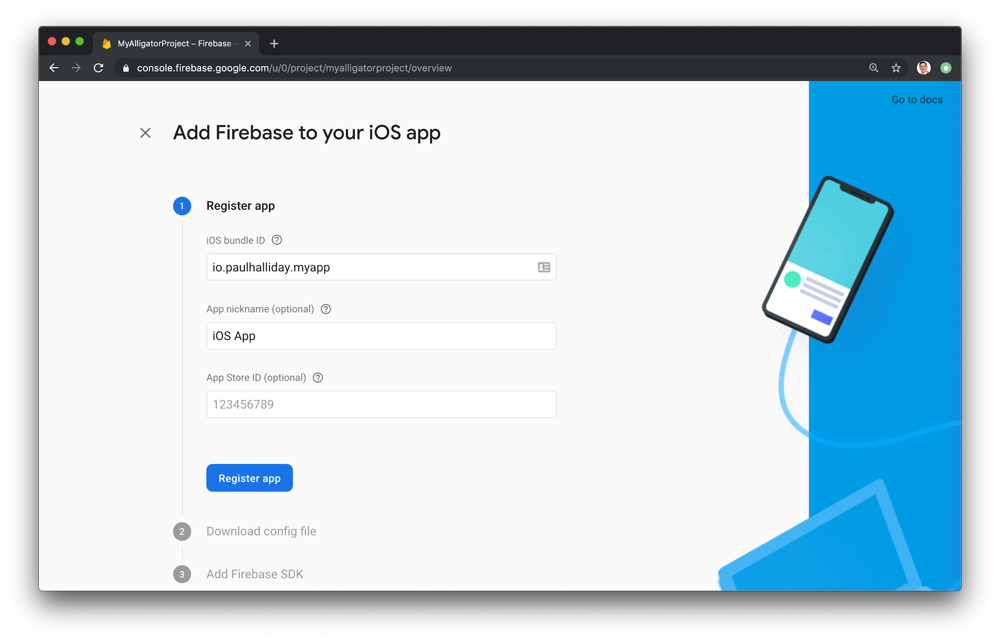 MyAlligatorProject – Firebase –
console.firebase.google.com/u/0/project/myalligatorproject/overview
Go to docs
Add Firebase to your iOS app
1 Register app
iOS bundle ID
io.paulhalliday.myapp
App nickname (optional)
iOS App
App Store ID (optional)
123456789
Register app
2 Download config file
3 Add Firebase SDK